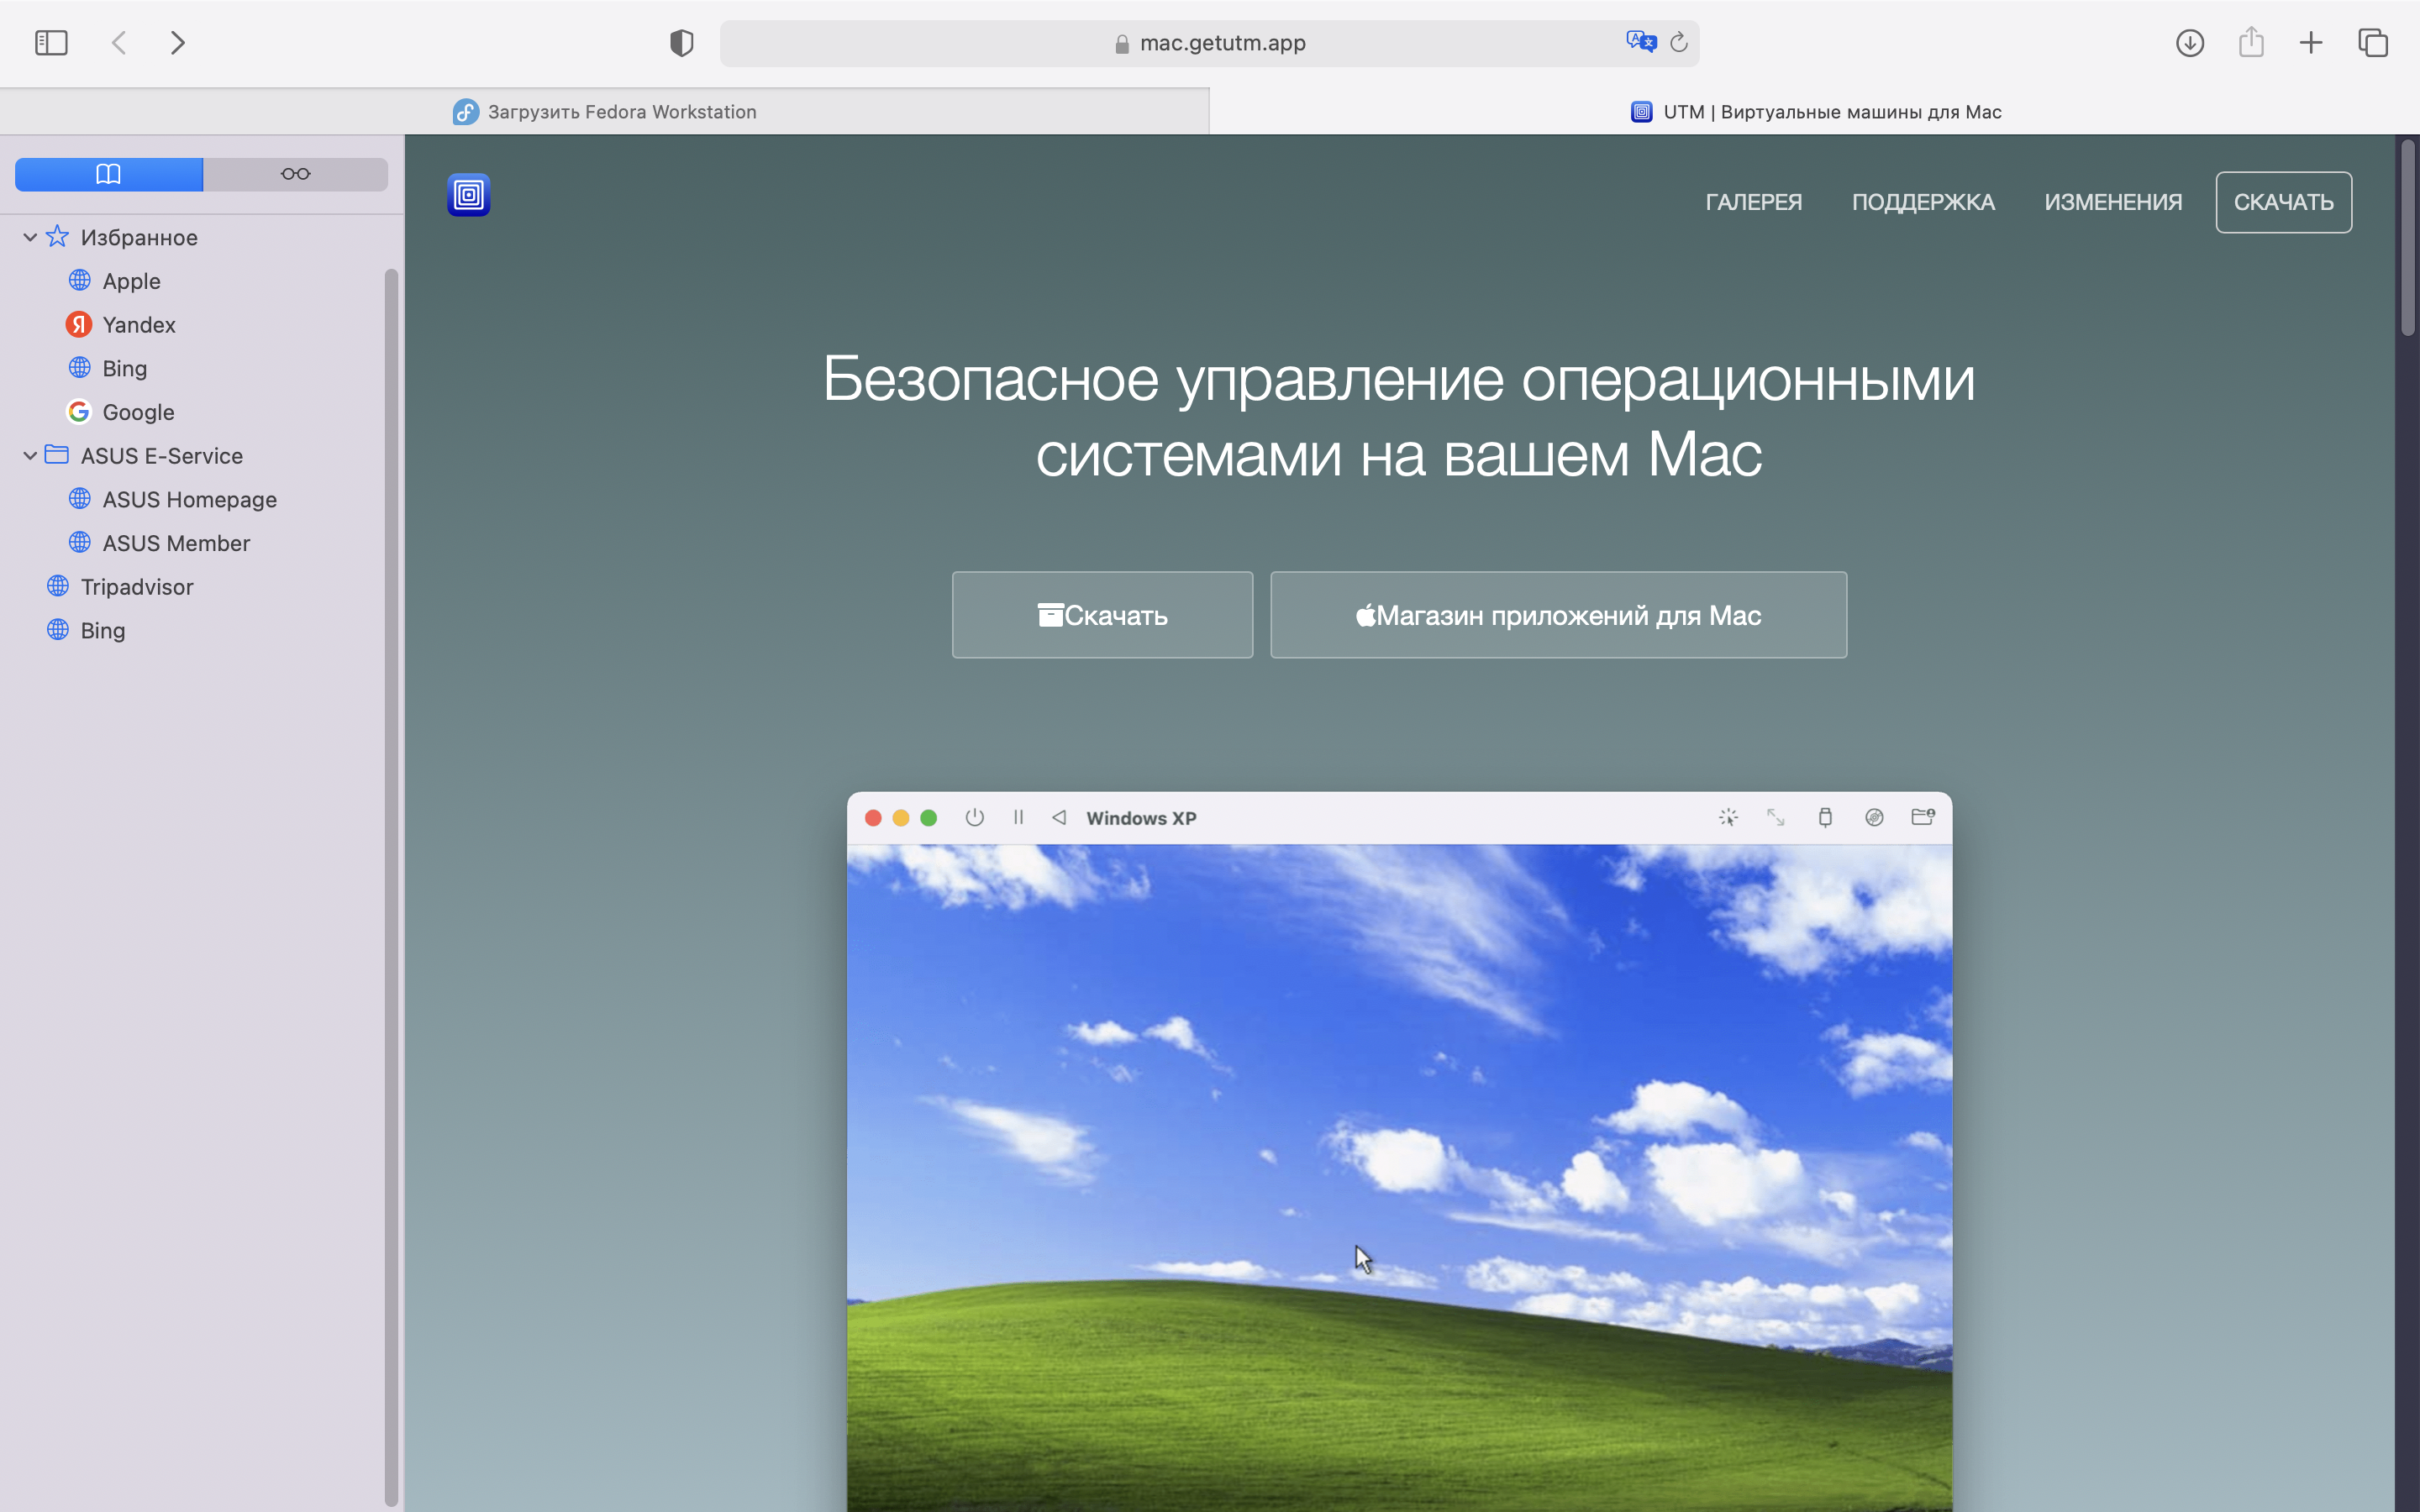 mac.getutm.app
Загрузить Fedora Workstation
UTM | Виртуальные машины для Mac
ГАЛЕРЕЯ
ПОДДЕРЖКА
ИЗМЕНЕНИЯ
СКАЧАТЬ
Избранное
Apple
Yandex
Bing
Google
ASUS E-Service
ASUS Homepage
ASUS Member
Tripadvisor
Bing
Безопасное управление операционными
системами на вашем Mac
Скачать
Магазин приложений для Mac
Windows XP